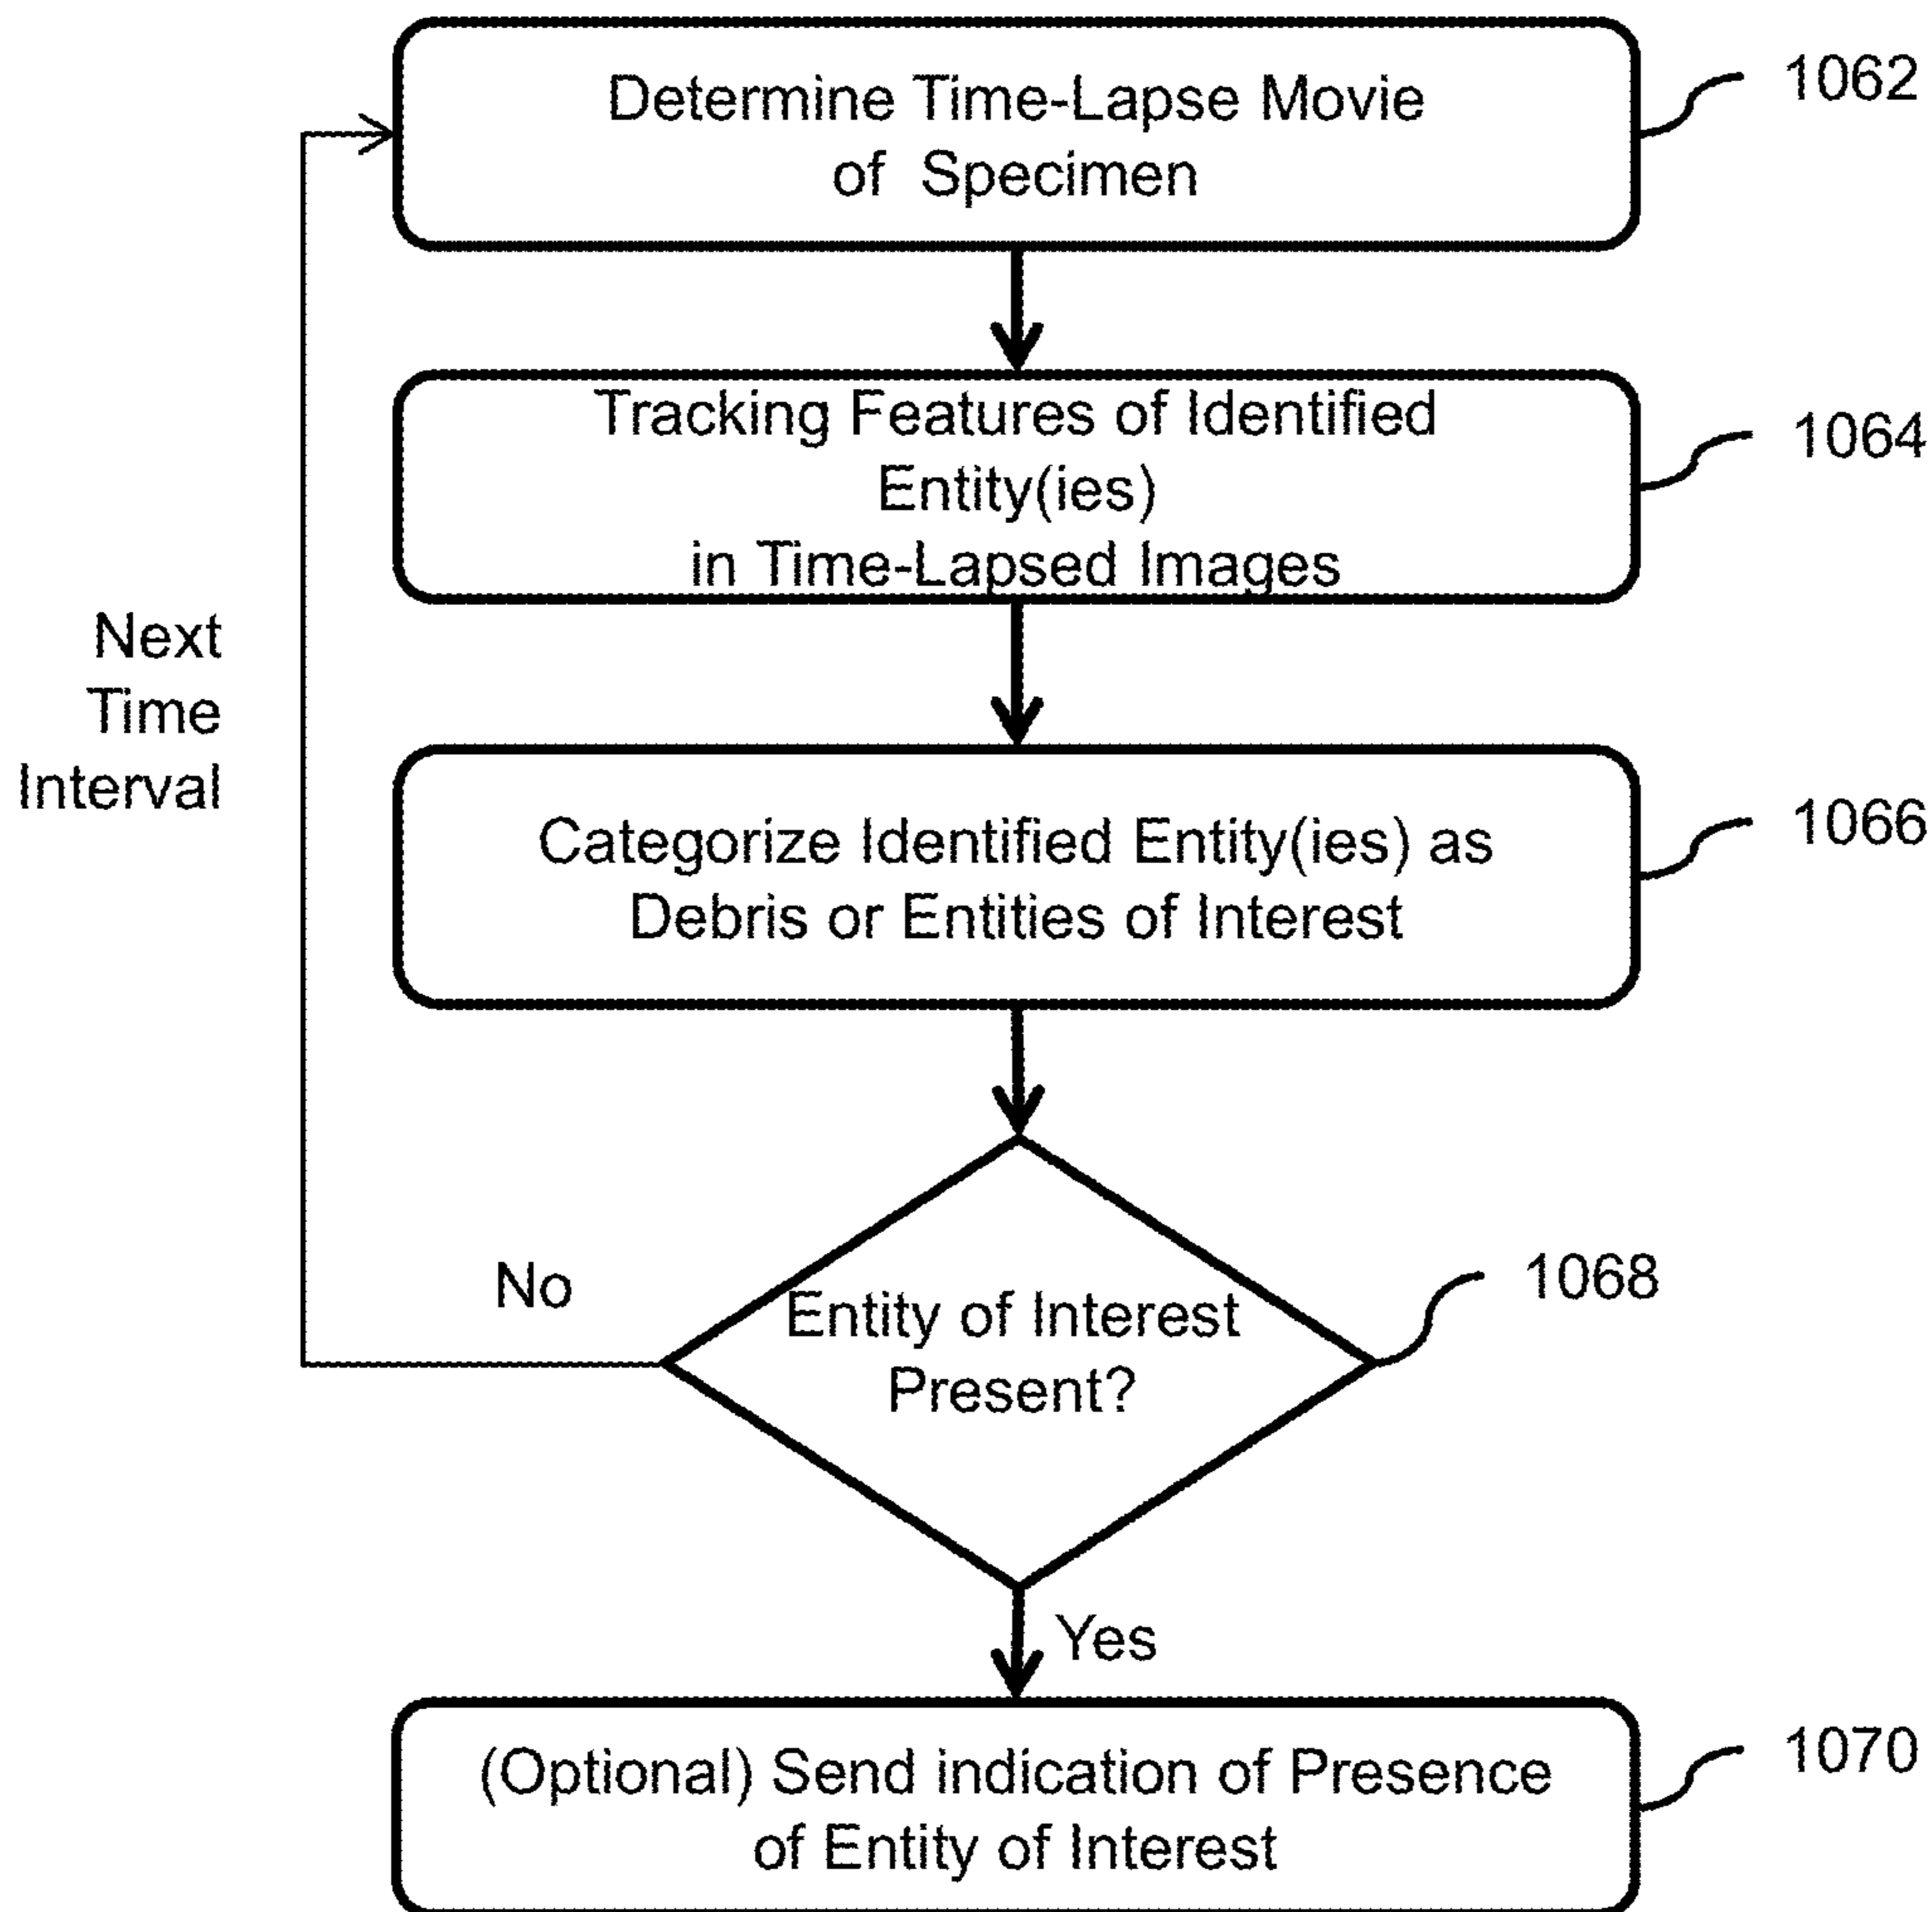 Determine Time-Lapse Movie
of Specimen
1062
Tracking Features of Identified
Entity(ies)
in Time-Lapsed Images
1064
Next
Time
Interval
Categorize Identified Entity(ies) as
Debris or Entities of Interest
1066
No
Entity of Interest
Present?
1068
Yes
(Optional) Send indication of Presence
of Entity of Interest
1070